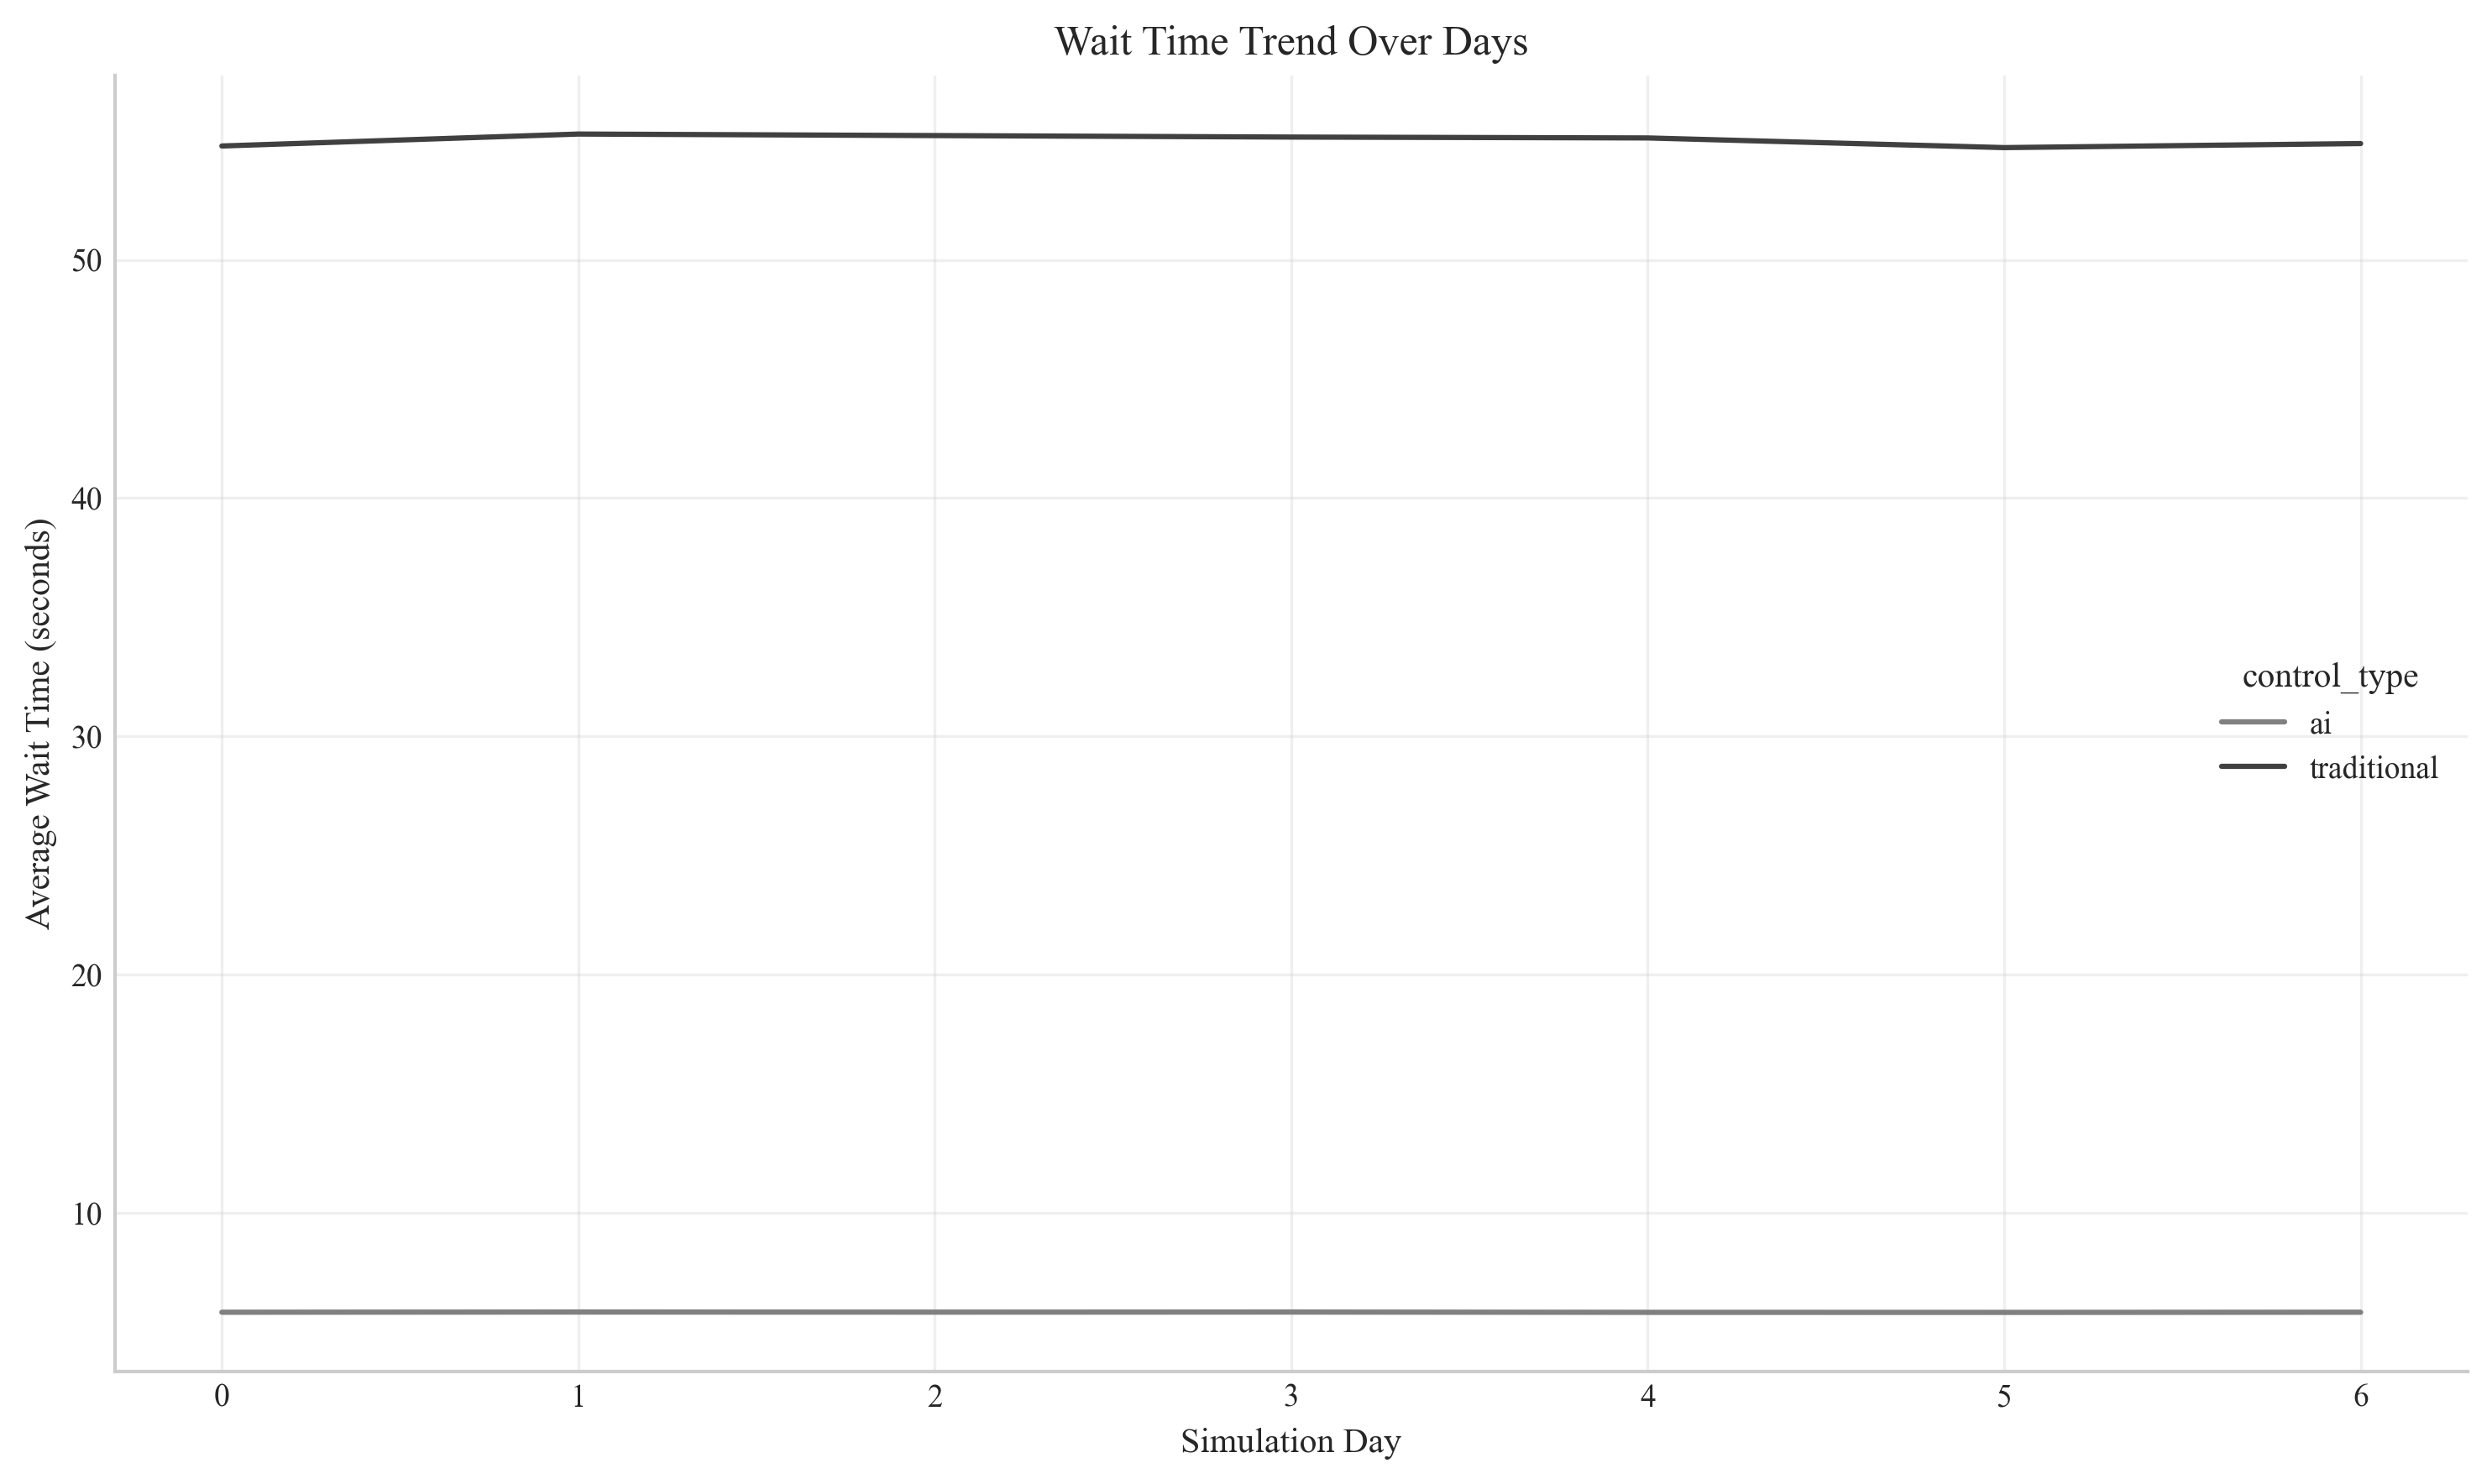 Wait Time Trend Over Days
Average Wait Time (seconds)
50
40
30
20
10
control_type
ai
traditional
0 1 2 3 4 5 6
Simulation Day